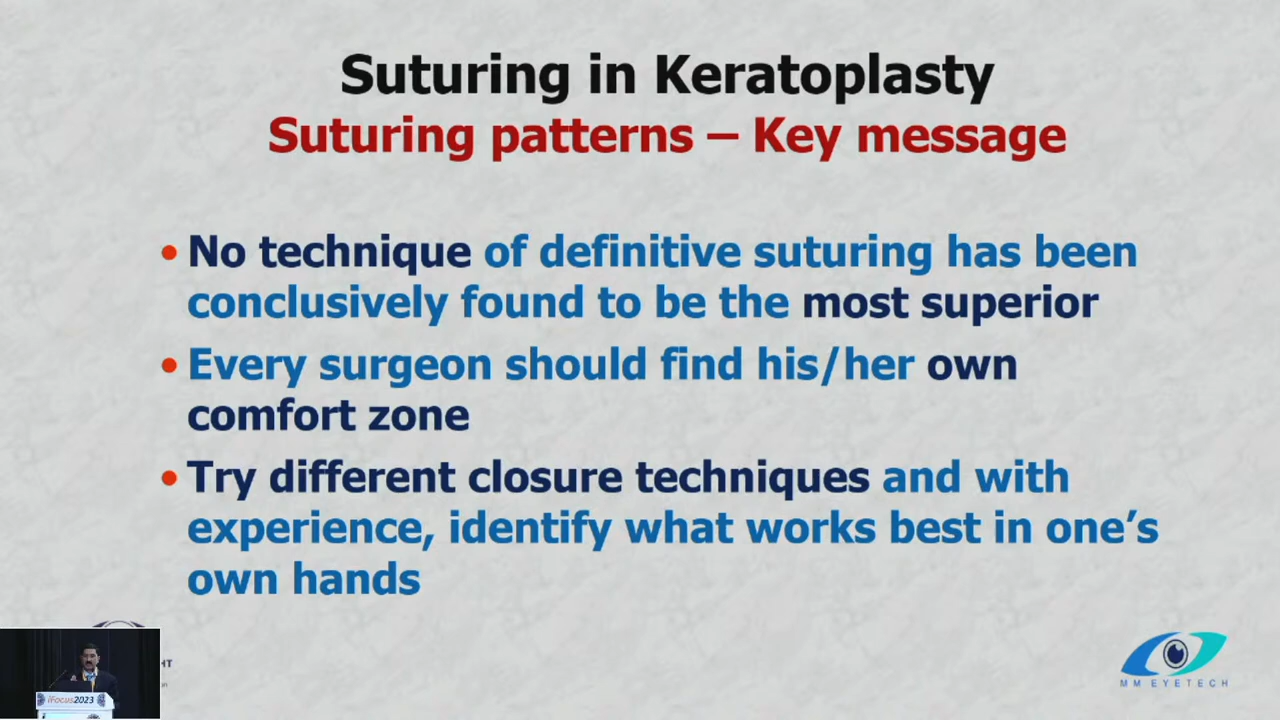 Suturing in Keratoplasty
Suturing patterns – Key message
• No technique of definitive suturing has been
conclusively found to be the most superior
• Every surgeon should find his/her own
comfort zone
• Try different closure techniques and with
experience, identify what works best in one's
own hands
HT
iFocus2023
MM EYETECH